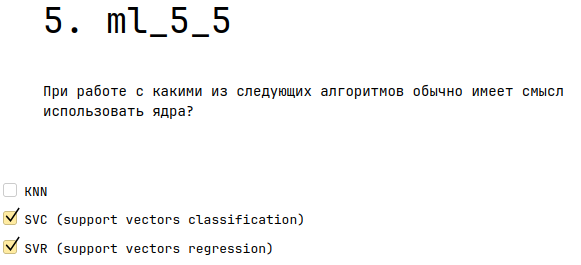 5. ml_5_5
При работе с какими из следующих алгоритмов обычно имеет смысл
использовать ядра?
KNN
SVC (support vectors classification)
SVR (support vectors regression)